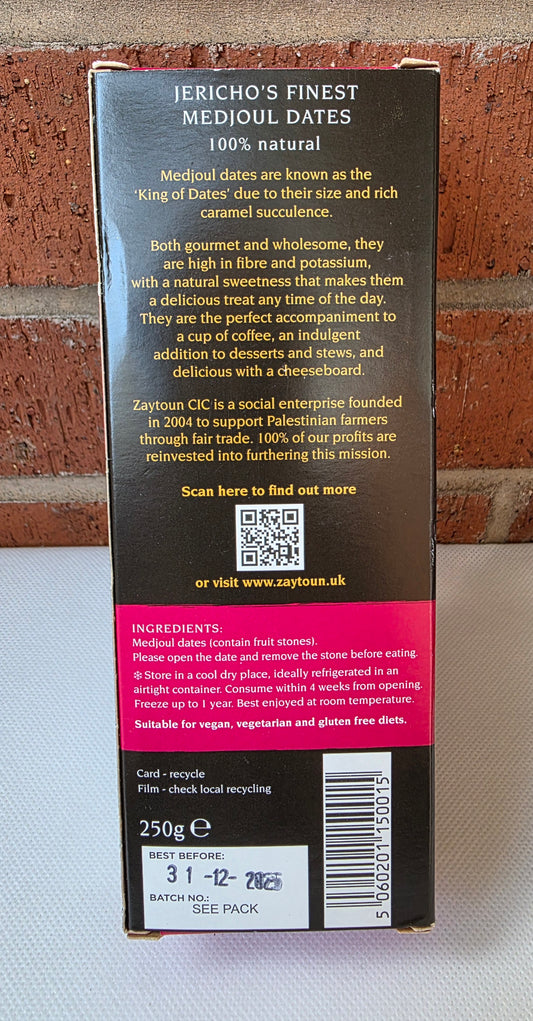 JERICHO'S FINEST
MEDJOUL DATES
100% natural
Medjoul dates are known as the
'King of Dates' due to their size and rich
caramel succulence.
Both gourmet and wholesome, they
are high in fibre and potassium,
with a natural sweetness that makes them
a delicious treat any time of the day.
They are the perfect accompaniment to
a cup of coffee, an indulgent
addition to desserts and stews, and
delicious with a cheeseboard.
Zaytoun CIC is a social enterprise founded
in 2004 to support Palestinian farmers
through fair trade. 100% of our profits are
reinvested into furthering this mission.
Scan here to find out more
or visit www.zaytoun.uk
INGREDIENTS:
Medjoul dates (contain fruit stones).
Please open the date and remove the stone before eating.
❄ Store in a cool dry place, ideally refrigerated in an
airtight container. Consume within 4 weeks from opening.
Freeze up to 1 year. Best enjoyed at room temperature.
Suitable for vegan, vegetarian and gluten free diets.
Card - recycle
Film - check local recycling
250g ℮
BEST BEFORE:
31 -12-
BATCH NO.:
SEE PACK
5 060201 150015